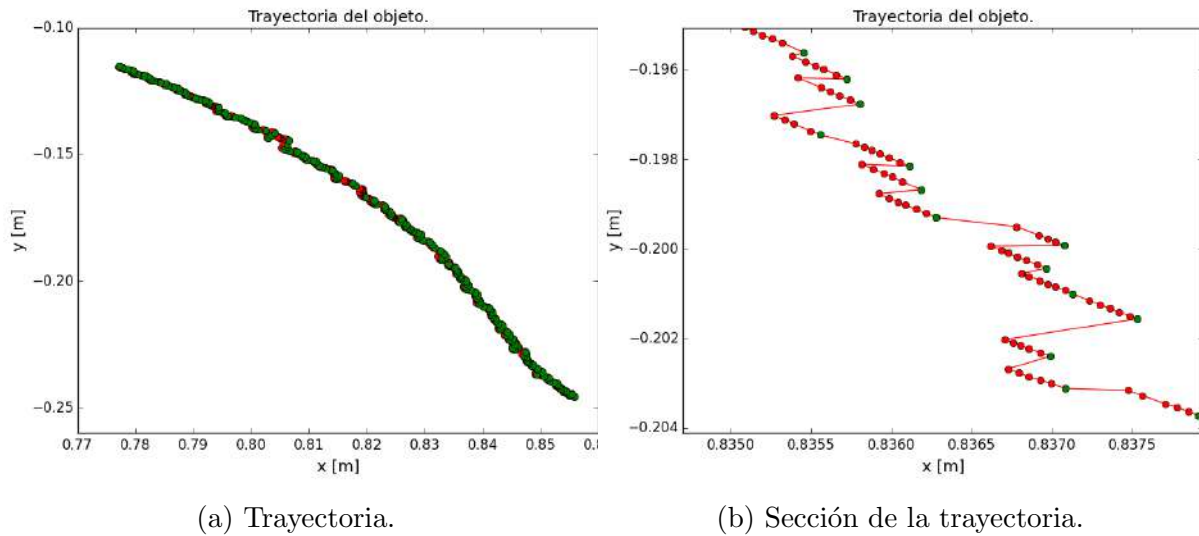 Trayectoria del objeto.
−0.10
−0.15
−0.20
−0.25
y [m]
0.77 0.78 0.79 0.80 0.81 0.82 0.83 0.84 0.85
x [m]
(a) Trayectoria.
Trayectoria del objeto.
−0.196
−0.198
−0.200
−0.202
−0.204
y [m]
0.8350 0.8355 0.8360 0.8365 0.8370 0.8375
x [m]
(b) Sección de la trayectoria.